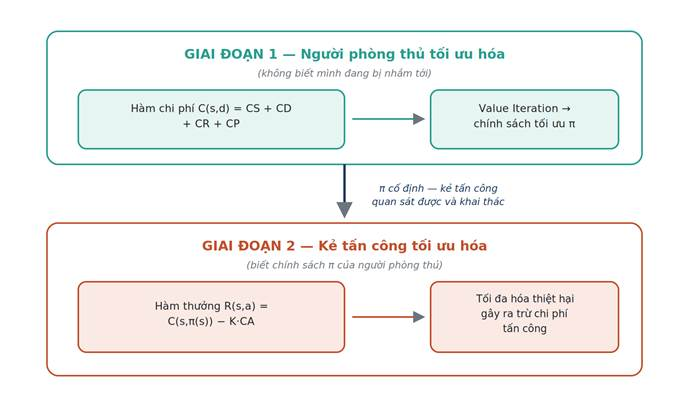 GIAI ĐOẠN 1 — Người phòng thủ tối ưu hóa
(không biết mình đang bị nhắm tới)
Hàm chi phí C(s,d) = CS + CD
+ CR + CP
Value Iteration →
chính sách tối ưu π
π cố định — kẻ tấn công
quan sát được và khai thác
GIAI ĐOẠN 2 — Kẻ tấn công tối ưu hóa
(biết chính sách π của người phòng thủ)
Hàm thưởng R(s,a) =
C(s,π(s)) − K·CA
Tối đa hóa thiệt hại
gây ra trừ chi phí
tấn công